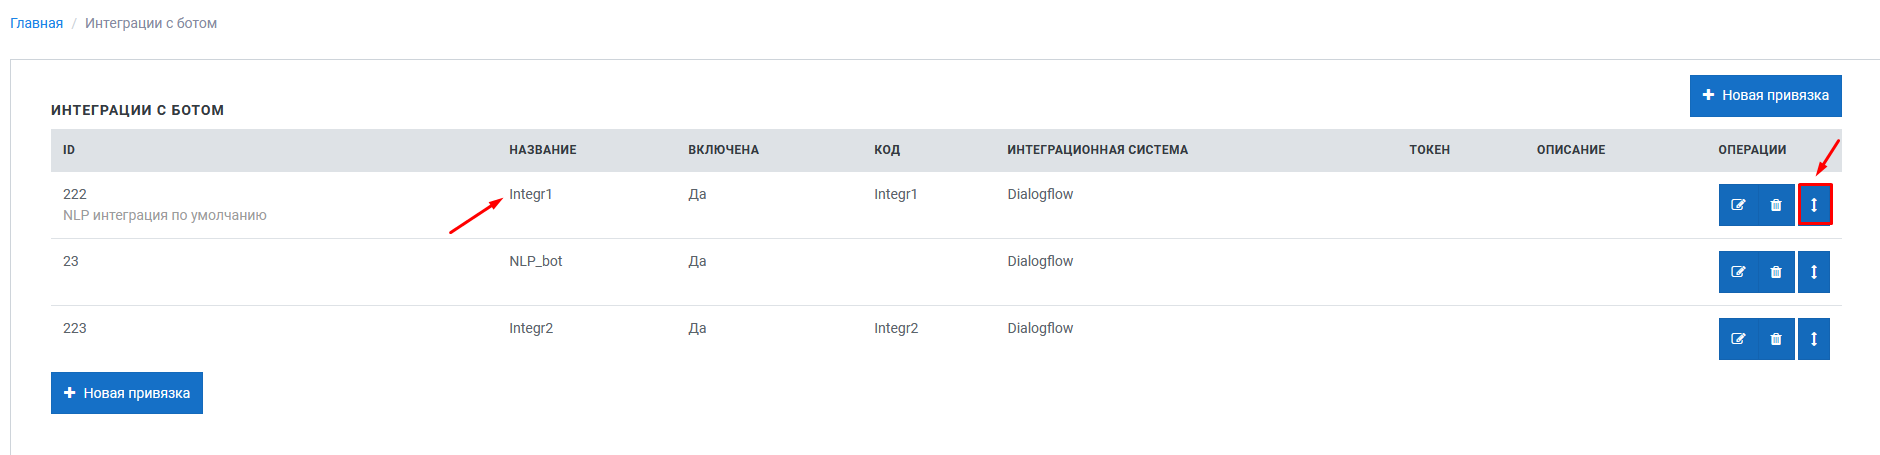 Главная / Интеграции с ботом
Новая привязка
ИНТЕГРАЦИИ С БОТОМ
ID НАЗВАНИЕ ВКЛЮЧЕНА КОД ИНТЕГРАЦИОННАЯ СИСТЕМА ТОКЕН ОПИСАНИЕ ОПЕРАЦИИ
222 Integr1 Да Integr1 Dialogflow
NLP интеграция по умолчанию
23 NLP_bot Да Dialogflow
223 Integr2 Да Integr2 Dialogflow
Новая привязка